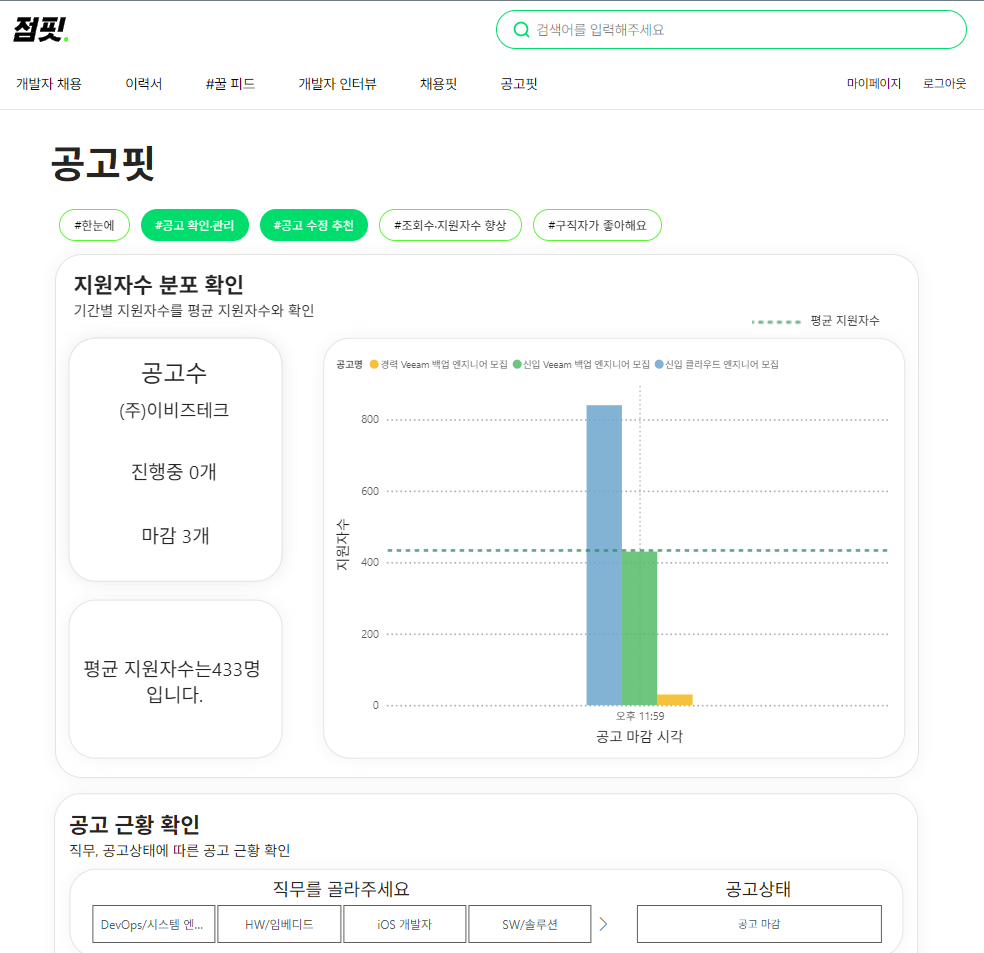 점핏.
검색어를 입력해주세요
개발자 채용 이력서 #꿀 피드 개발자 인터뷰 채용핏 공고핏 마이페이지 로그아웃
공고핏
#한눈에 #공고 확인·관리 #공고 수정 추천 #조회수·지원자수 향상 #구직자가 좋아해요
지원자수 분포 확인
기간별 지원자수를 평균 지원자수와 확인
평균 지원자수
공고수
(주)이비즈테크
진행중 0개
마감 3개
평균 지원자수는433명
입니다.
공고명 경력 Veeam 백업 엔지니어 모집 신입 Veeam 백업 엔지니어 모집 신입 클라우드 엔지니어 모집
지원자수
800
600
400
200
0
오후 11:59
공고 마감 시각
공고 근황 확인
직무, 공고상태에 따른 공고 근황 확인
직무를 골라주세요 공고상태
DevOps/시스템 엔... HW/임베디드 iOS 개발자 SW/솔루션 공고 마감